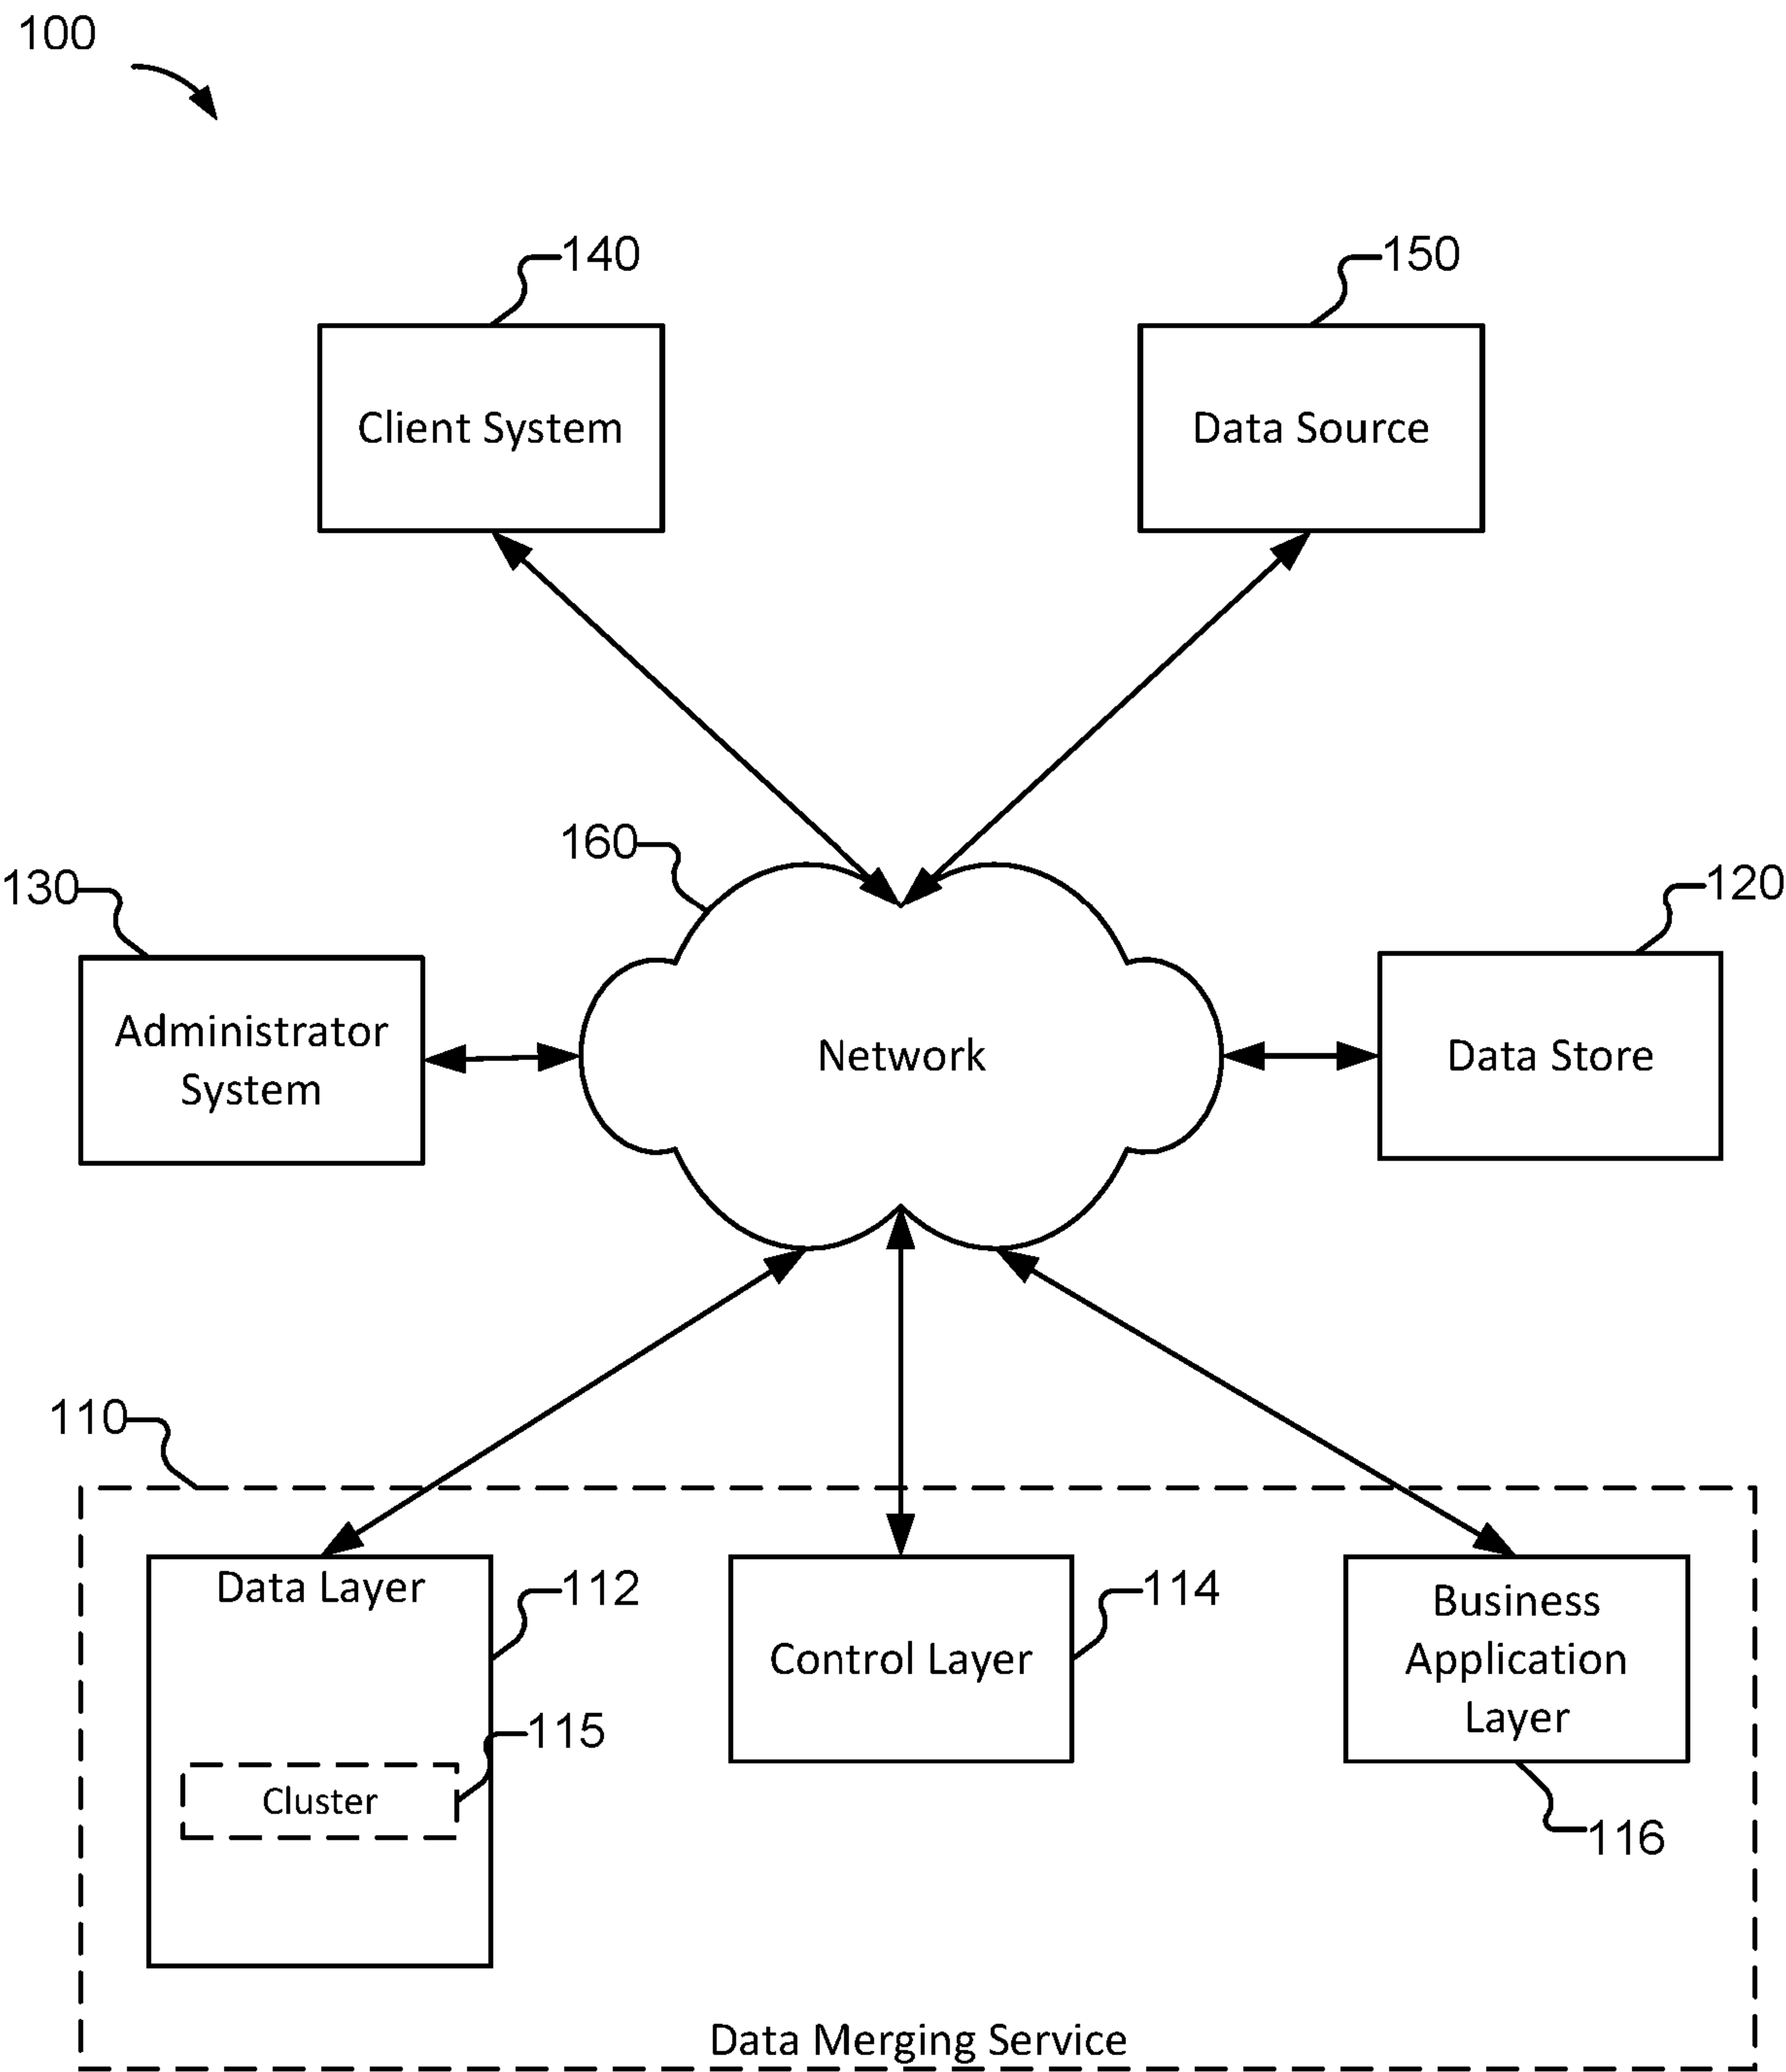 100
140
150
Client System
Data Source
160
130
120
Administrator
System
Network
Data Store
110
Data Layer
112
114
Business
Application
Layer
Control Layer
115
Cluster
116
Data Merging Service